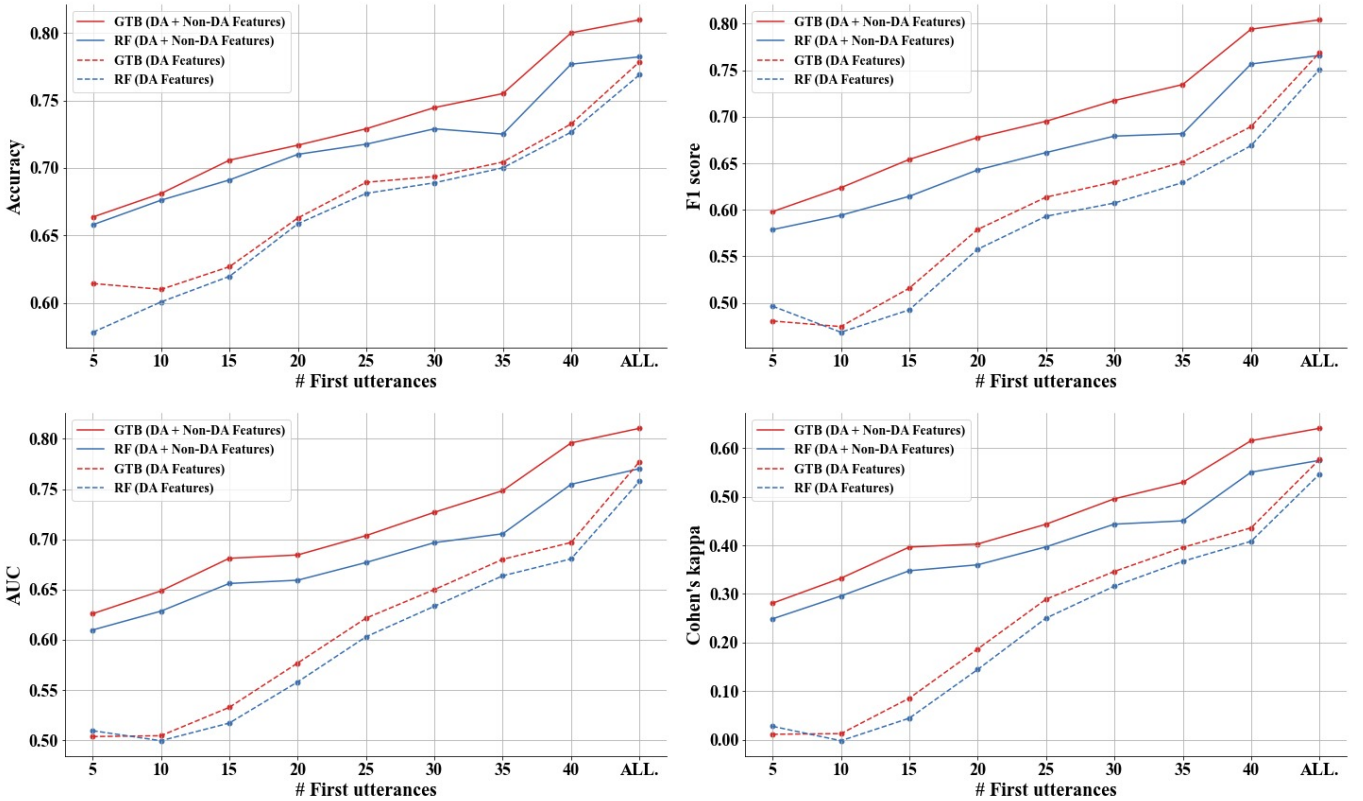 GTB (DA + Non-DA Features)
RF (DA + Non-DA Features)
GTB (DA Features)
RF (DA Features)
Accuracy
0.80
0.75
0.70
0.65
0.60
5 10 15 20 25 30 35 40 ALL.
# First utterances
GTB (DA + Non-DA Features)
RF (DA + Non-DA Features)
GTB (DA Features)
RF (DA Features)
F1 score
0.80
0.75
0.70
0.65
0.60
0.55
0.50
5 10 15 20 25 30 35 40 ALL.
# First utterances
GTB (DA + Non-DA Features)
RF (DA + Non-DA Features)
GTB (DA Features)
RF (DA Features)
AUC
0.80
0.75
0.70
0.65
0.60
0.55
0.50
5 10 15 20 25 30 35 40 ALL.
# First utterances
GTB (DA + Non-DA Features)
RF (DA + Non-DA Features)
GTB (DA Features)
RF (DA Features)
Cohen's kappa
0.60
0.50
0.40
0.30
0.20
0.10
0.00
5 10 15 20 25 30 35 40 ALL.
# First utterances